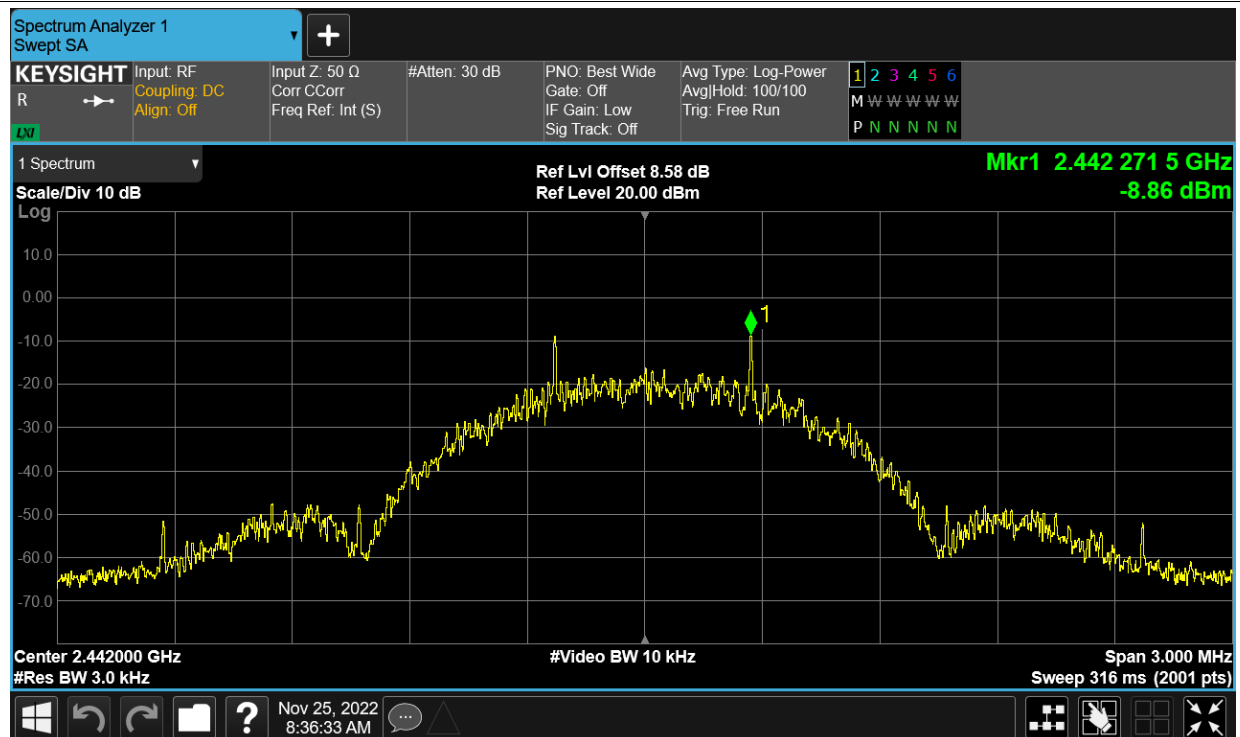 Spectrum Analyzer 1
Swept SA
+
KEYSIGHT
R
LXI
Input: RF
Coupling: DC
Align: Off
Input Z: 50 Ω
Corr CCorr
Freq Ref: Int (S)
#Atten: 30 dB
PNO: Best Wide
Gate: Off
IF Gain: Low
Sig Track: Off
Avg Type: Log-Power
Avg|Hold: 100/100
Trig: Free Run
1 2 3 4 5 6
M W W W W W
P N N N N N
1 Spectrum
Scale/Div 10 dB
Ref Lvl Offset 8.58 dB
Ref Level 20.00 dBm
Mkr1 2.442 271 5 GHz
-8.86 dBm
Log
10.0
0.00
-10.0
-20.0
-30.0
-40.0
-50.0
-60.0
-70.0
1
Center 2.442000 GHz
#Res BW 3.0 kHz
#Video BW 10 kHz
Span 3.000 MHz
Sweep 316 ms (2001 pts)
?
Nov 25, 2022
8:36:33 AM